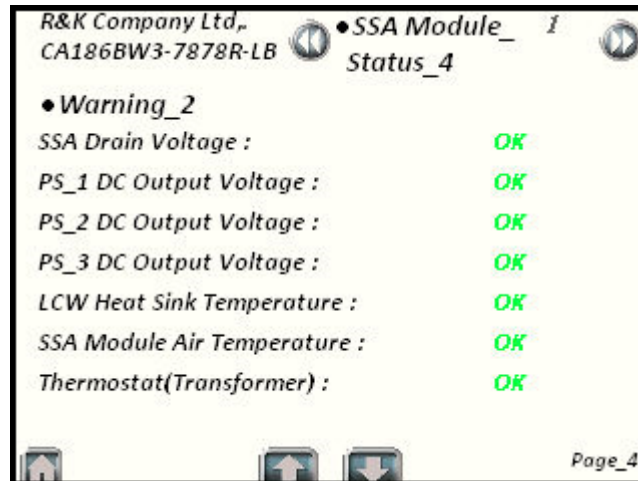 R&K Company Ltd,.
CA186BW3-7878R-LB
●SSA Module_ 1
Status_4
●Warning_2
SSA Drain Voltage : OK
PS_1 DC Output Voltage : OK
PS_2 DC Output Voltage : OK
PS_3 DC Output Voltage : OK
LCW Heat Sink Temperature : OK
SSA Module Air Temperature : OK
Thermostat(Transformer) : OK
Page_4